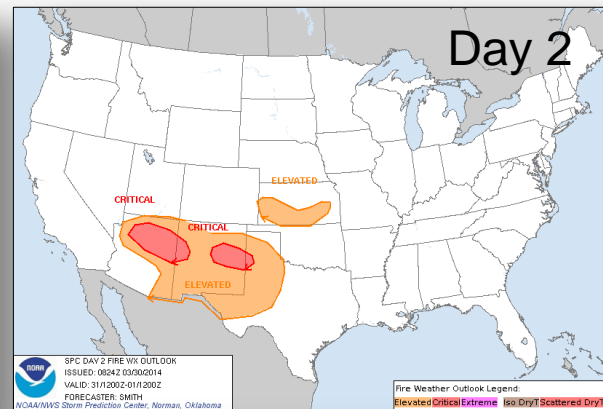 Day 2
ELEVATED
CRITICAL
CRITICAL
ELEVATED
NOAA
SPC DAY 2 FIRE WX OUTLOOK
ISSUED: 0824Z 03/30/2014
VALID: 31/1200Z-01/1200Z
FORECASTER: SMITH
NOAA/NWS Storm Prediction Center, Norman, Oklahoma
Fire Weather Outlook Legend:
Elevated Critical Extreme Iso DryT Scattered DryT